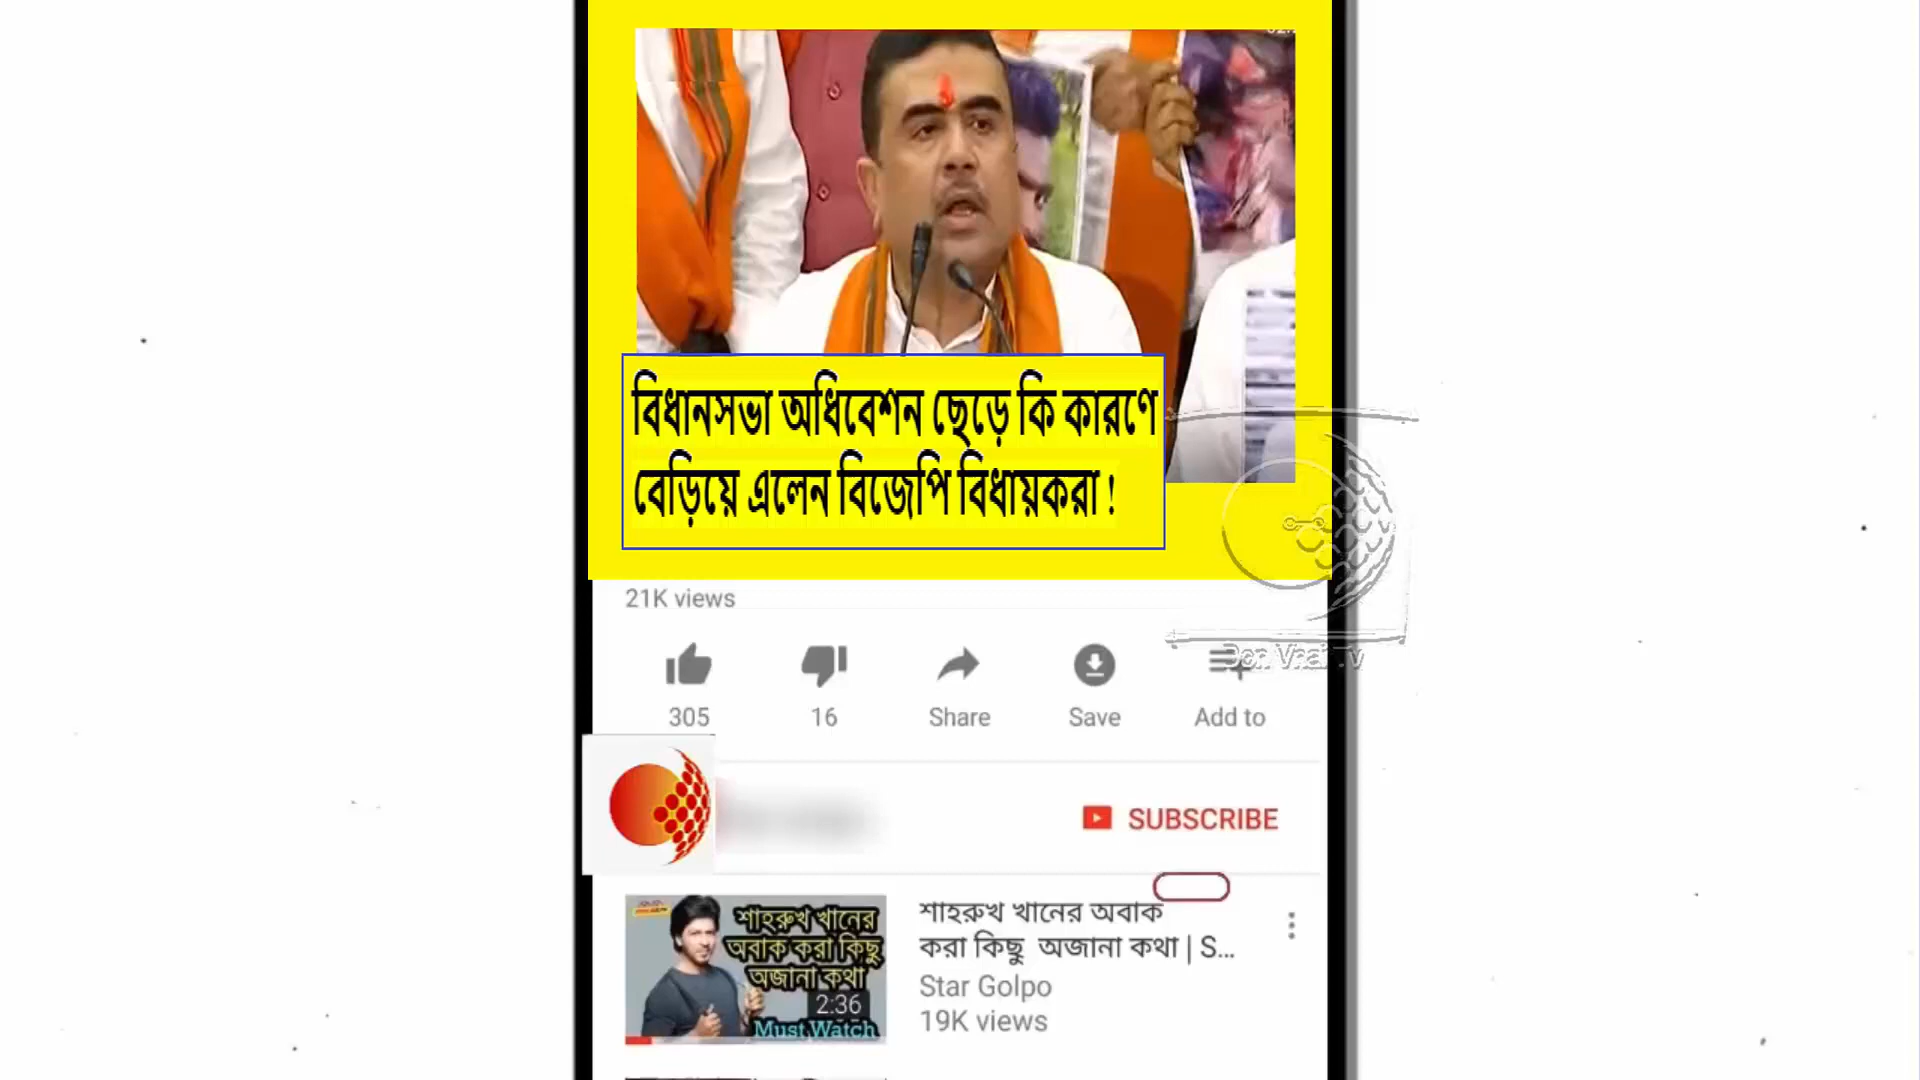 বিধানসভা অধিবেশন ছেড়ে কি কারণে
বেড়িয়ে এলেন বিজেপি বিধায়করা !
21K views
305
16
Share
Save
Add to
SUBSCRIBE
শাহরুখ খানের
অবাক করা কিছু
অজানা কথা
2:36
Must Watch
শাহরুখ খানের অবাক
করা কিছু অজানা কথা | S...
Star Golpo
19K views